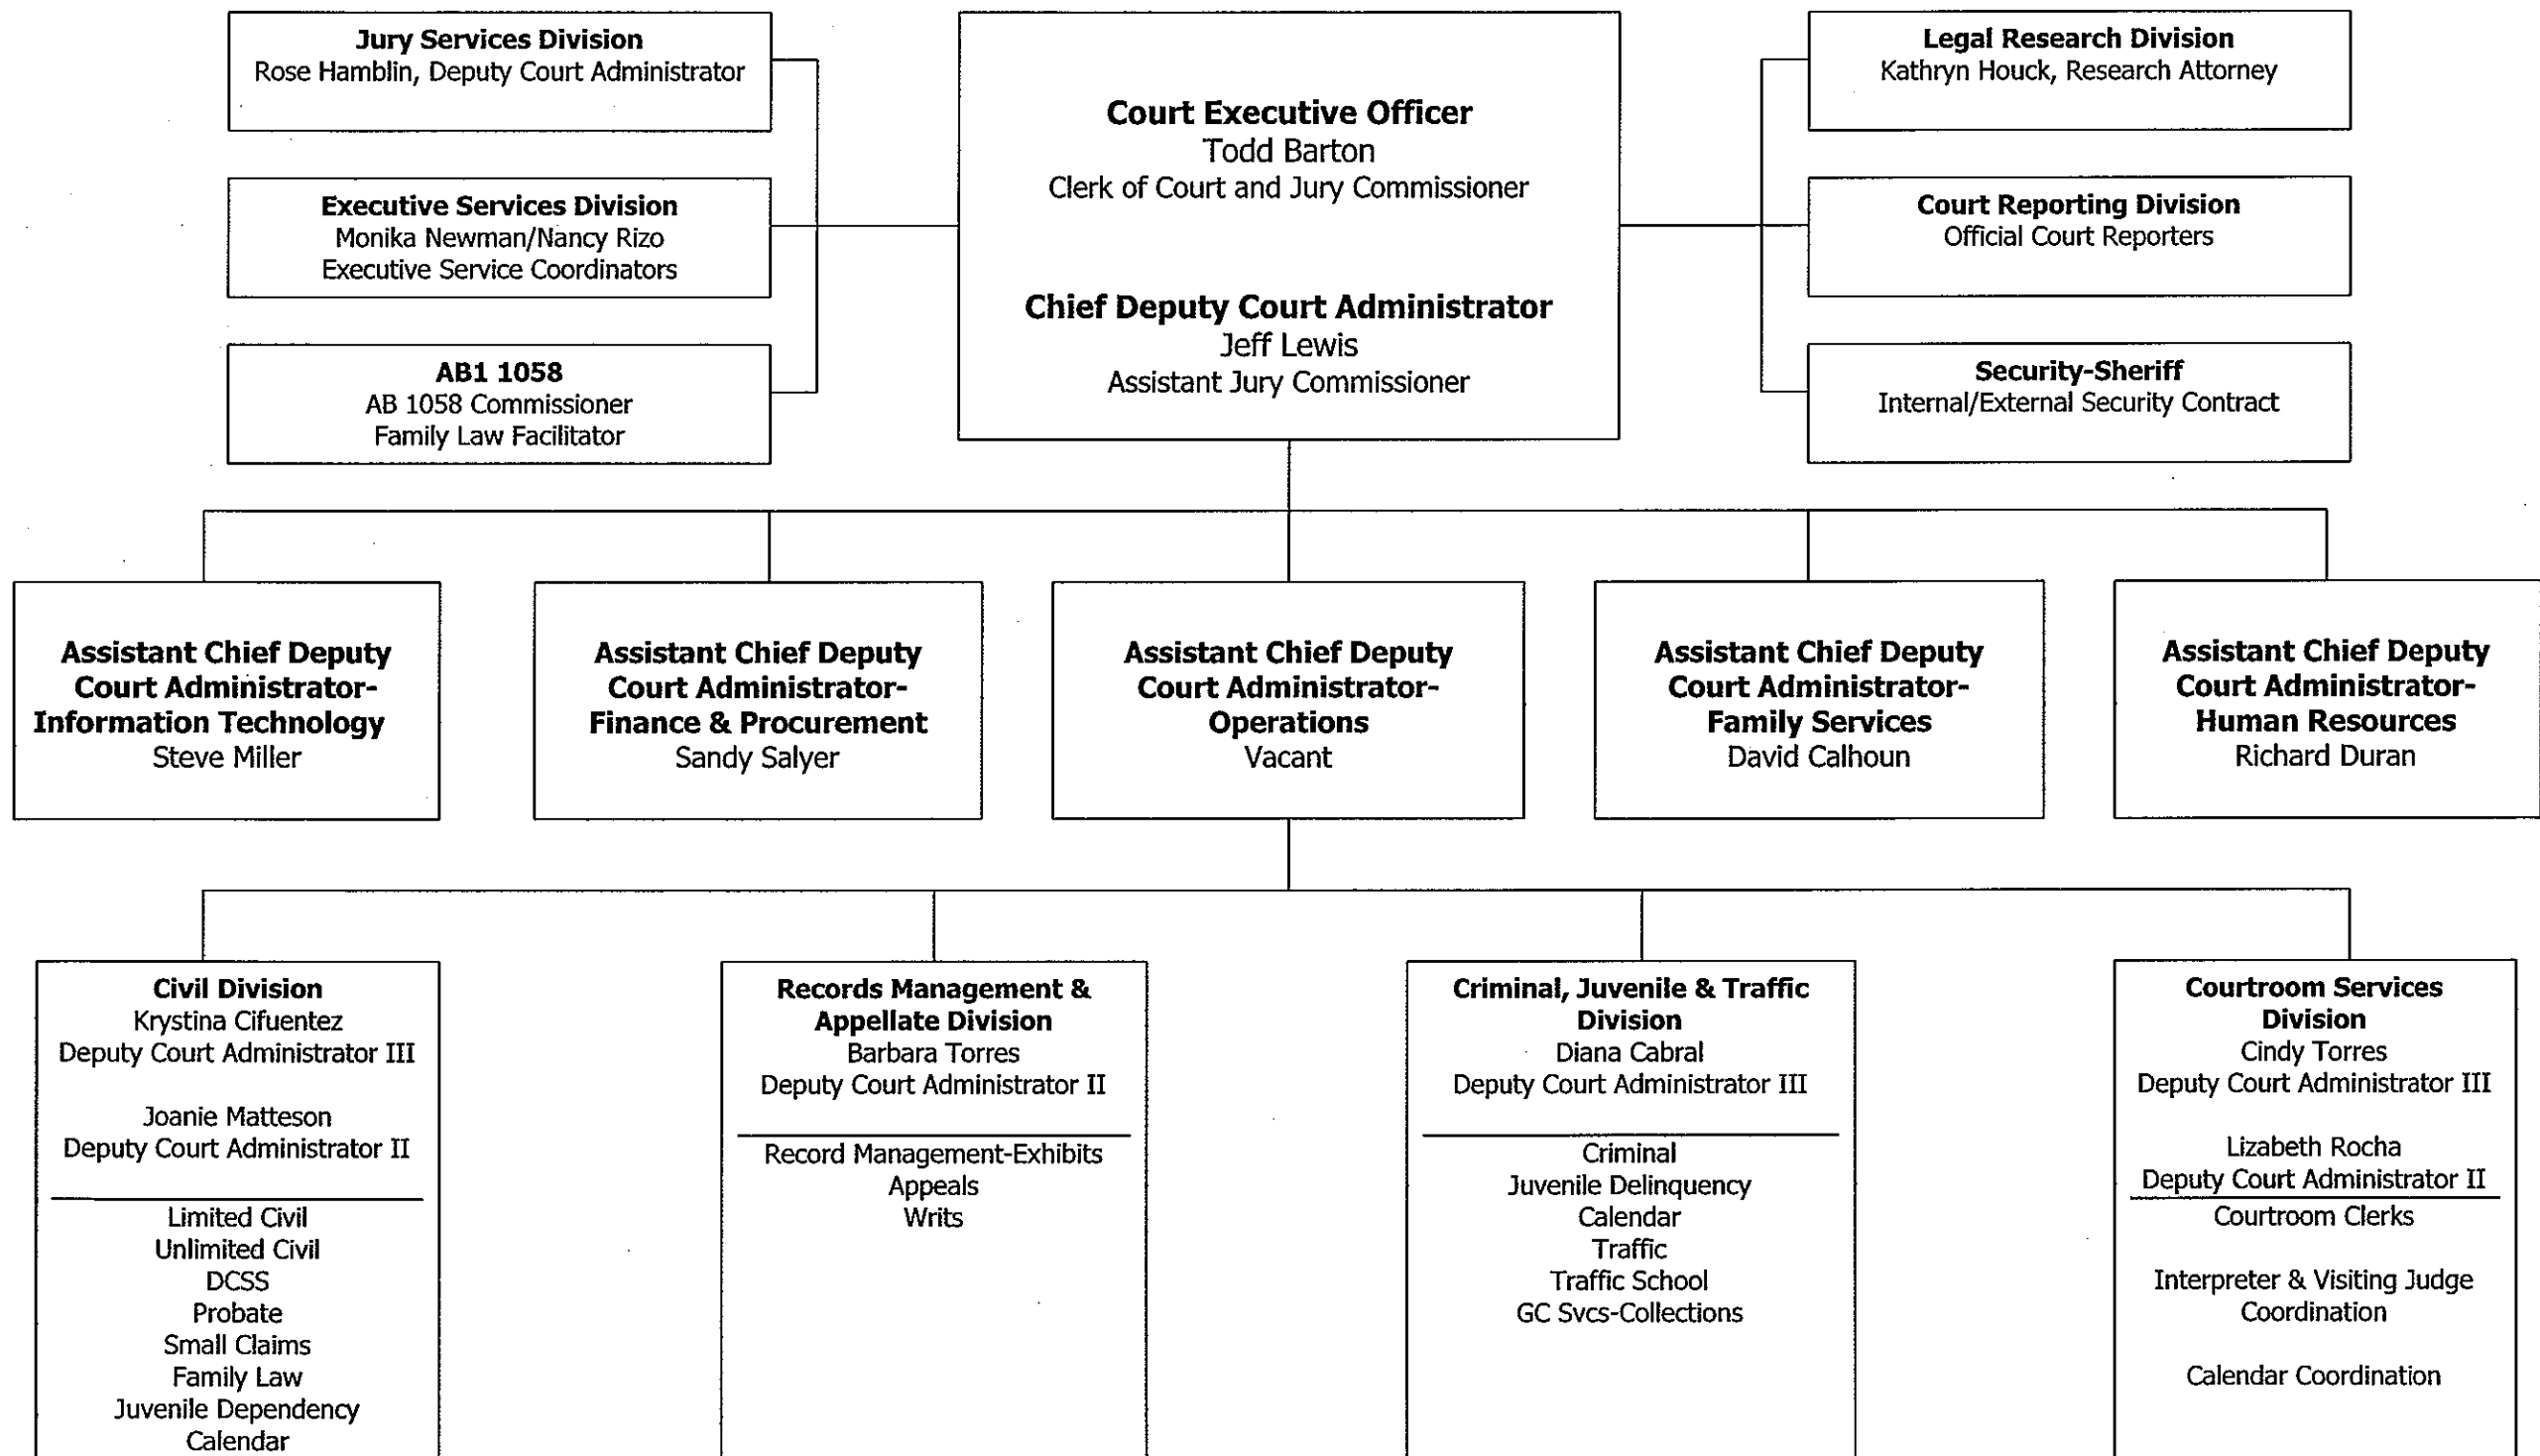 Jury Services Division
Rose Hamblin, Deputy Court Administrator
Executive Services Division
Monika Newman/Nancy Rizo
Executive Service Coordinators
AB1 1058
AB 1058 Commissioner
Family Law Facilitator
Court Executive Officer
Todd Barton
Clerk of Court and Jury Commissioner
Chief Deputy Court Administrator
Jeff Lewis
Assistant Jury Commissioner
Legal Research Division
Kathryn Houck, Research Attorney
Court Reporting Division
Official Court Reporters
Security-Sheriff
Internal/External Security Contract
Assistant Chief Deputy
Court Administrator-
Information Technology
Steve Miller
Assistant Chief Deputy
Court Administrator-
Finance & Procurement
Sandy Salyer
Assistant Chief Deputy
Court Administrator-
Operations
Vacant
Assistant Chief Deputy
Court Administrator-
Family Services
David Calhoun
Assistant Chief Deputy
Court Administrator-
Human Resources
Richard Duran
Civil Division
Krystina Cifuentez
Deputy Court Administrator III
Joanie Matteson
Deputy Court Administrator II
Limited Civil
Unlimited Civil
DCSS
Probate
Small Claims
Family Law
Juvenile Dependency
Calendar
Records Management &
Appellate Division
Barbara Torres
Deputy Court Administrator II
Record Management-Exhibits
Appeals
Writs
Criminal, Juvenile & Traffic
Division
Diana Cabral
Deputy Court Administrator III
Criminal
Juvenile Delinquency
Calendar
Traffic
Traffic School
GC Svcs-Collections
Courtroom Services
Division
Cindy Torres
Deputy Court Administrator III
Lizabeth Rocha
Deputy Court Administrator II
Courtroom Clerks
Interpreter & Visiting Judge
Coordination
Calendar Coordination